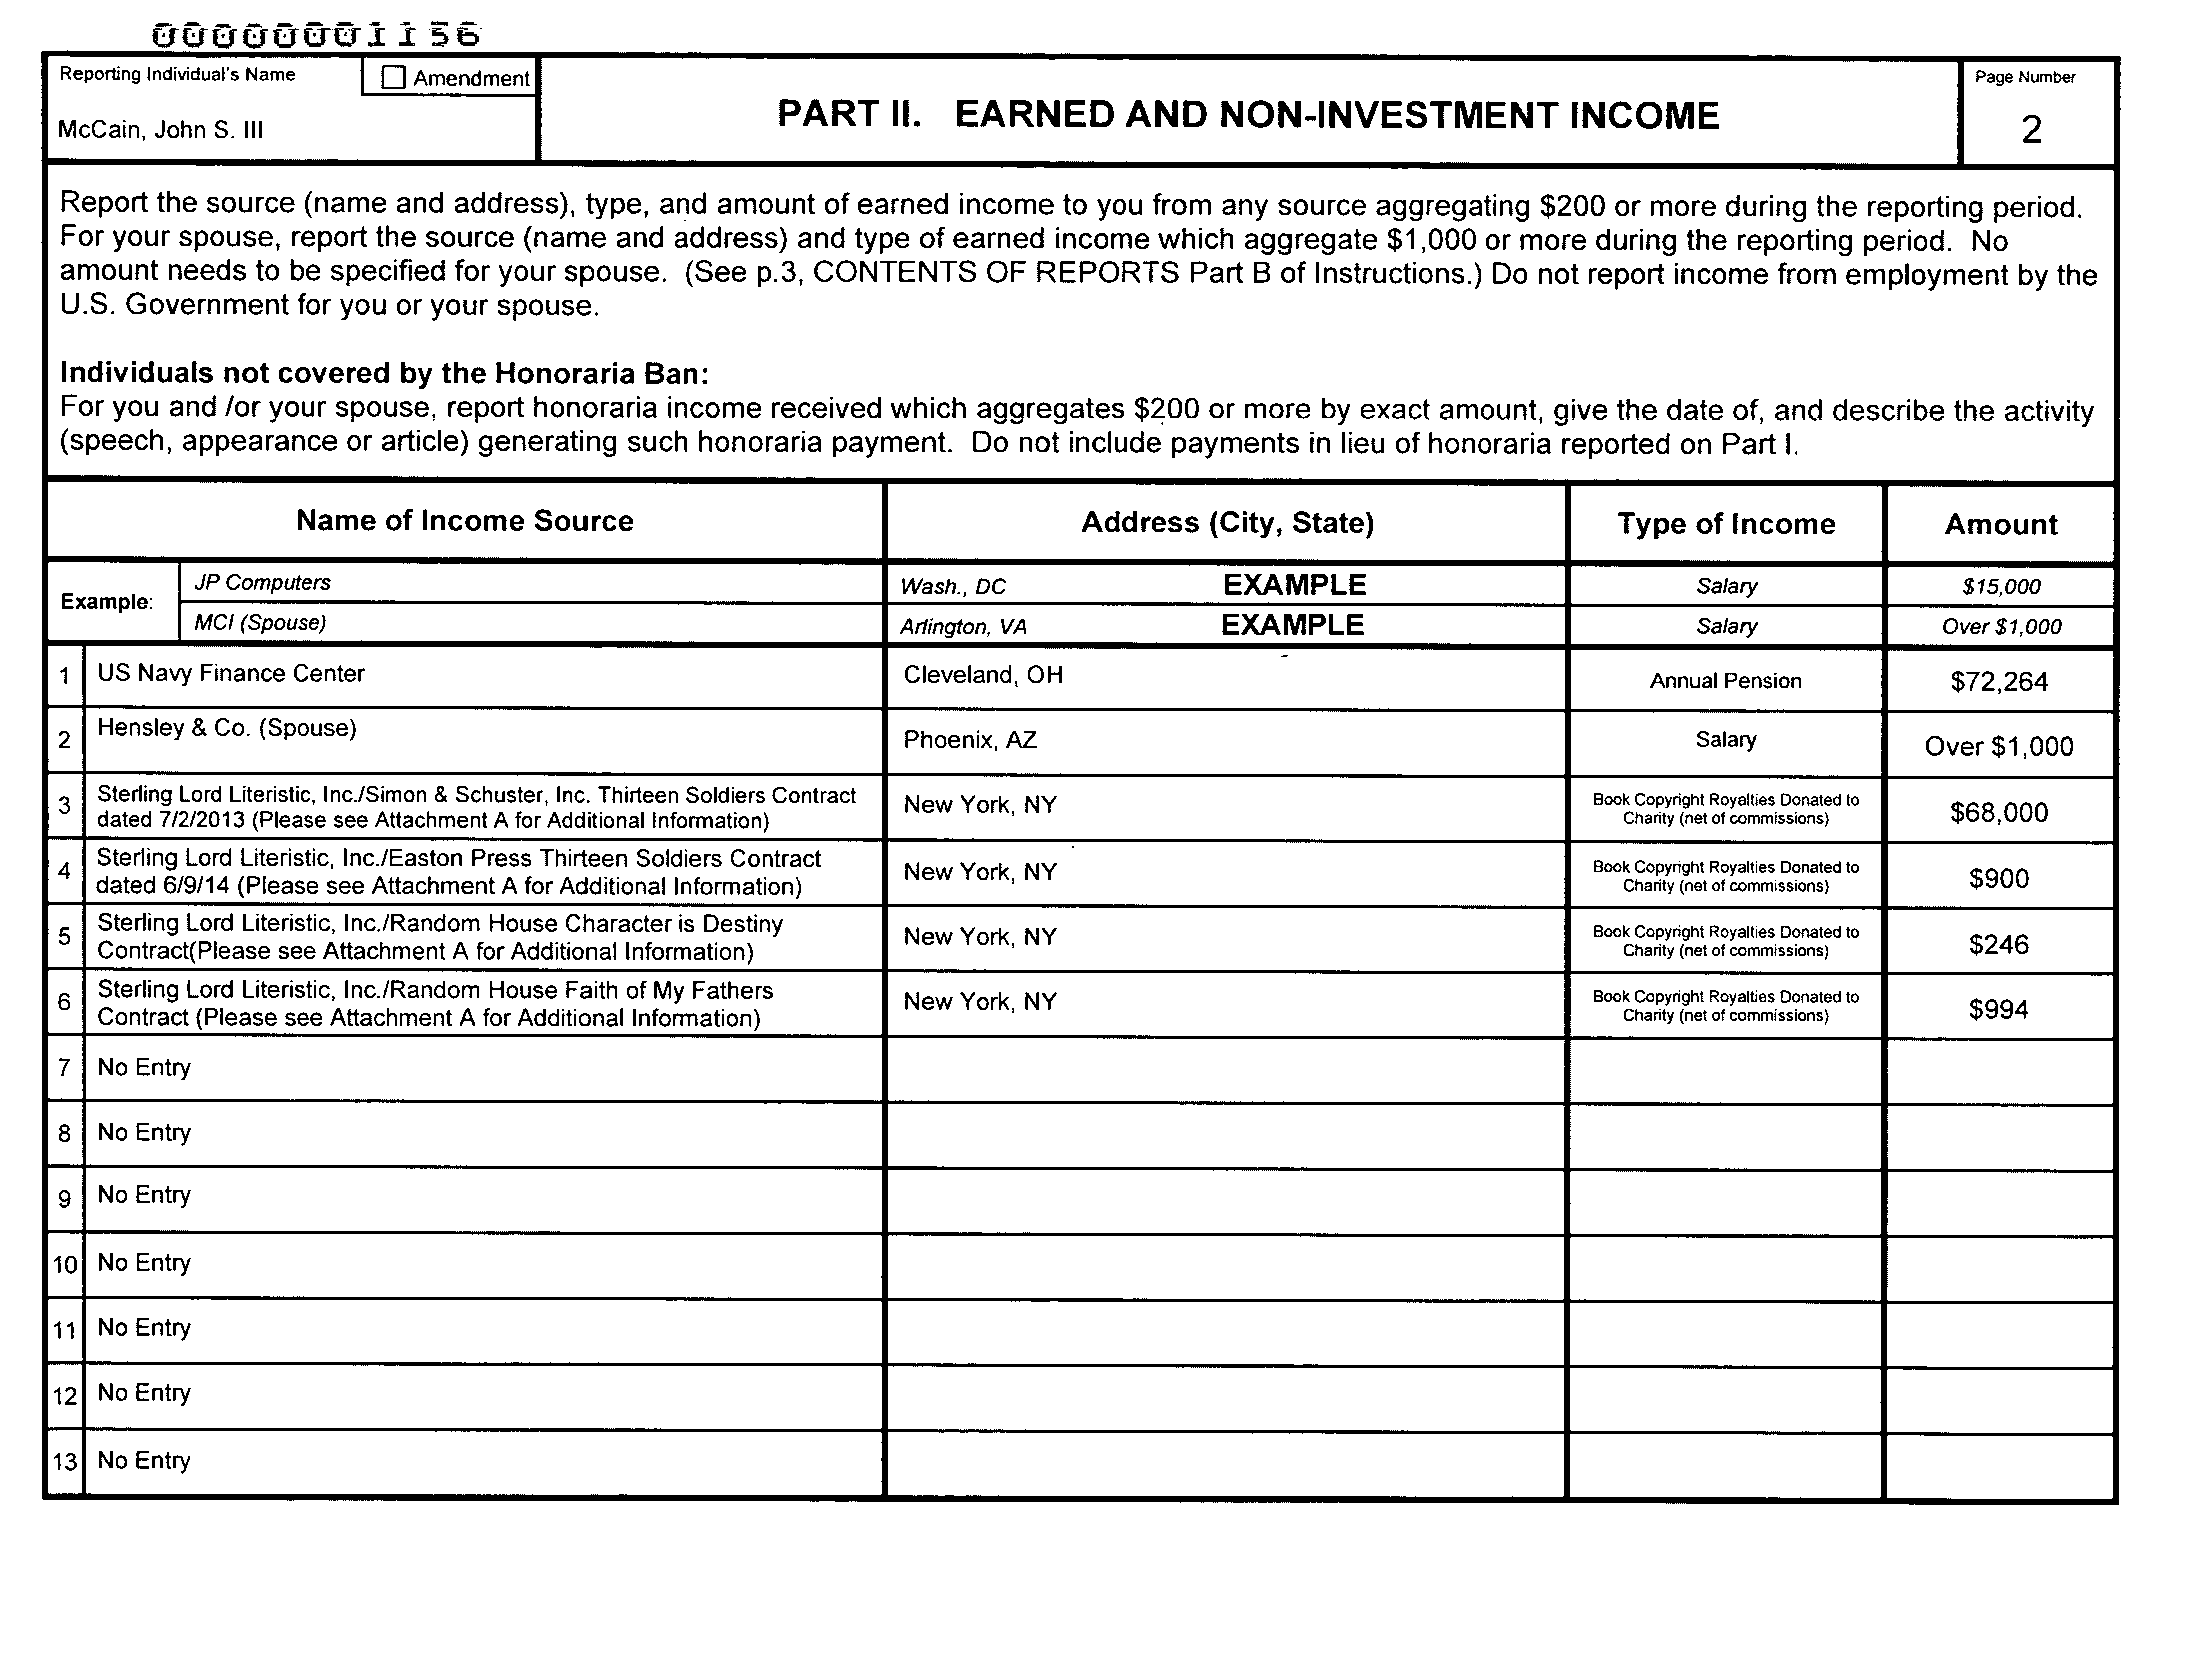 000000001156
Reporting Individual's Name
Amendment
McCain, John S. III
PART II. EARNED AND NON-INVESTMENT INCOME
Page Number
2
Report the source (name and address), type, and amount of earned income to you from any source aggregating $200 or more during the reporting period.
For your spouse, report the source (name and address) and type of earned income which aggregate $1,000 or more during the reporting period. No
amount needs to be specified for your spouse. (See p.3, CONTENTS OF REPORTS Part B of Instructions.) Do not report income from employment by the
U.S. Government for you or your spouse.
Individuals not covered by the Honoraria Ban:
For you and /or your spouse, report honoraria income received which aggregates $200 or more by exact amount, give the date of, and describe the activity
(speech, appearance or article) generating such honoraria payment. Do not include payments in lieu of honoraria reported on Part I.
Name of Income Source Address (City, State) Type of Income Amount
Example:
JP Computers Wash., DC EXAMPLE Salary $15,000
MCI (Spouse) Arlington, VA EXAMPLE Salary Over $1,000
1 US Navy Finance Center Cleveland, OH Annual Pension $72,264
2 Hensley & Co. (Spouse) Phoenix, AZ Salary Over $1,000
3 Sterling Lord Literistic, Inc./Simon & Schuster, Inc. Thirteen Soldiers Contract
dated 7/2/2013 (Please see Attachment A for Additional Information)
New York, NY
Book Copyright Royalties Donated to
Charity (net of commissions)
$68,000
4 Sterling Lord Literistic, Inc./Easton Press Thirteen Soldiers Contract
dated 6/9/14 (Please see Attachment A for Additional Information)
New York, NY
Book Copyright Royalties Donated to
Charity (net of commissions)
$900
5 Sterling Lord Literistic, Inc./Random House Character is Destiny
Contract(Please see Attachment A for Additional Information)
New York, NY
Book Copyright Royalties Donated to
Charity (net of commissions)
$246
6 Sterling Lord Literistic, Inc./Random House Faith of My Fathers
Contract (Please see Attachment A for Additional Information)
New York, NY
Book Copyright Royalties Donated to
Charity (net of commissions)
$994
7 No Entry
8 No Entry
9 No Entry
10 No Entry
11 No Entry
12 No Entry
13 No Entry